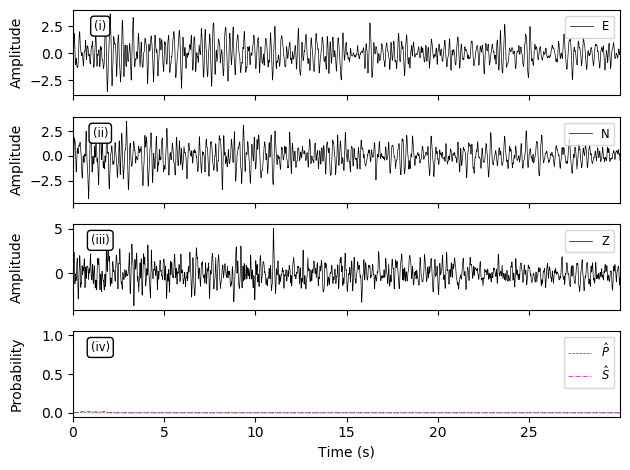 Amplitude
2.5
0.0
−2.5
(i)
E
Amplitude
2.5
0.0
−2.5
(ii)
N
Amplitude
5
0
(iii)
Z
Probability
1.0
0.5
0.0
(iv)
P̂
Ŝ
0 5 10 15 20 25
Time (s)